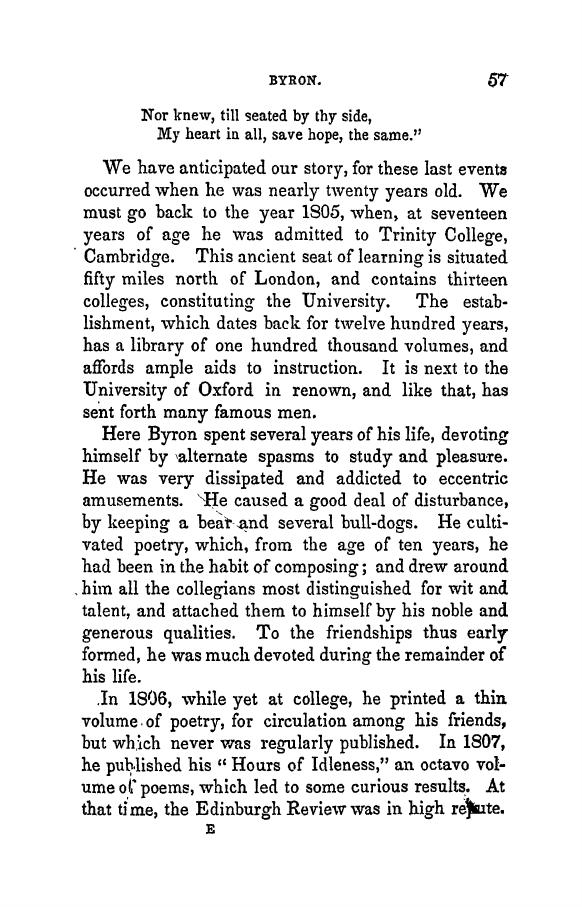 BYRON. 57
Nor knew, till seated by thy side,
My heart in all, save hope, the same."
We have anticipated our story, for these last events
occurred when he was nearly twenty years old. We
must go back to the year 1805, when, at seventeen
years of age he was admitted to Trinity College,
Cambridge. This ancient seat of learning is situated
fifty miles north of London, and contains thirteen
colleges, constituting the University. The estab-
lishment, which dates back for twelve hundred years,
has a library of one hundred thousand volumes, and
affords ample aids to instruction. It is next to the
University of Oxford in renown, and like that, has
sent forth many famous men.
Here Byron spent several years of his life, devoting
himself by alternate spasms to study and pleasure.
He was very dissipated and addicted to eccentric
amusements. He caused a good deal of disturbance,
by keeping a bear and several bull-dogs. He culti-
vated poetry, which, from the age of ten years, he
had been in the habit of composing; and drew around
him all the collegians most distinguished for wit and
talent, and attached them to himself by his noble and
generous qualities. To the friendships thus early
formed, he was much devoted during the remainder of
his life.
In 1806, while yet at college, he printed a thin
volume of poetry, for circulation among his friends,
but which never was regularly published. In 1807,
he published his "Hours of Idleness," an octavo vol-
ume of poems, which led to some curious results. At
that time, the Edinburgh Review was in high repute.
E